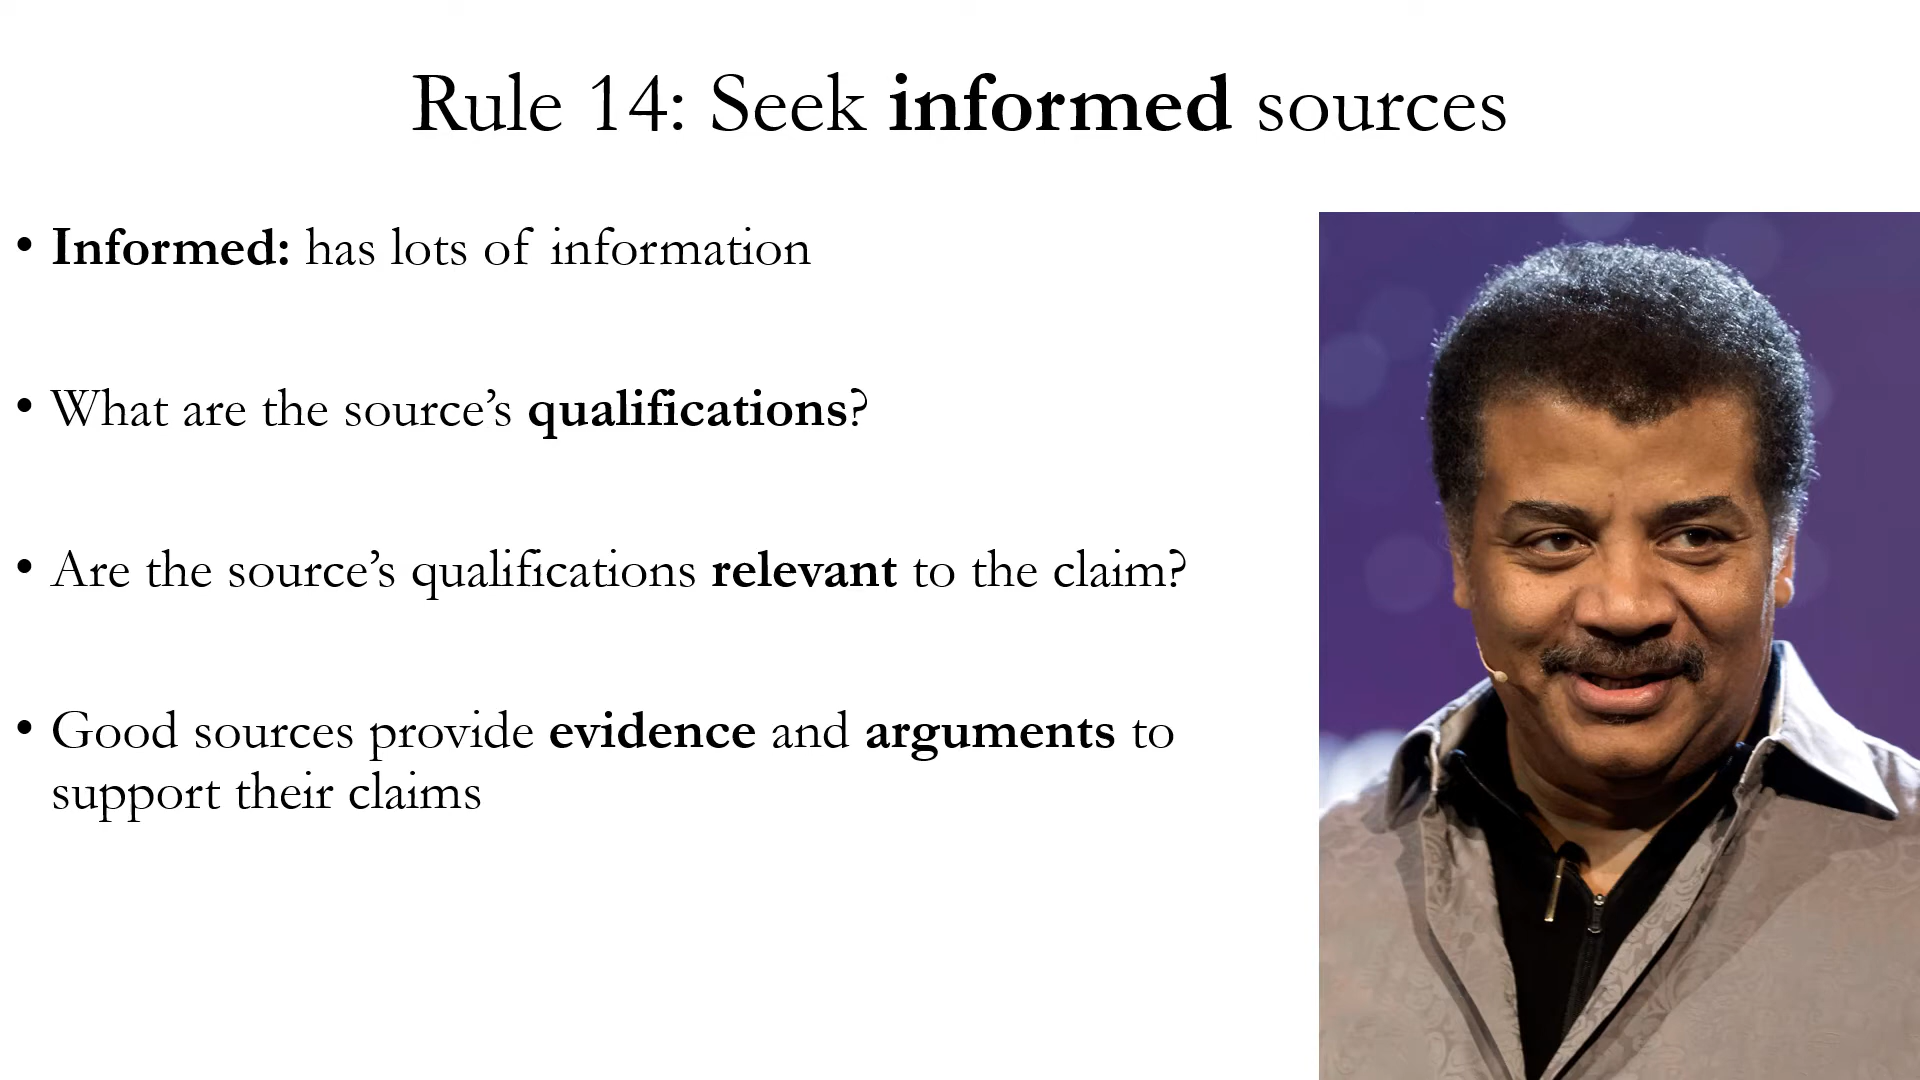 Rule 14: Seek informed sources
• Informed: has lots of information
• What are the source’s qualifications?
• Are the source’s qualifications relevant to the claim?
• Good sources provide evidence and arguments to
support their claims